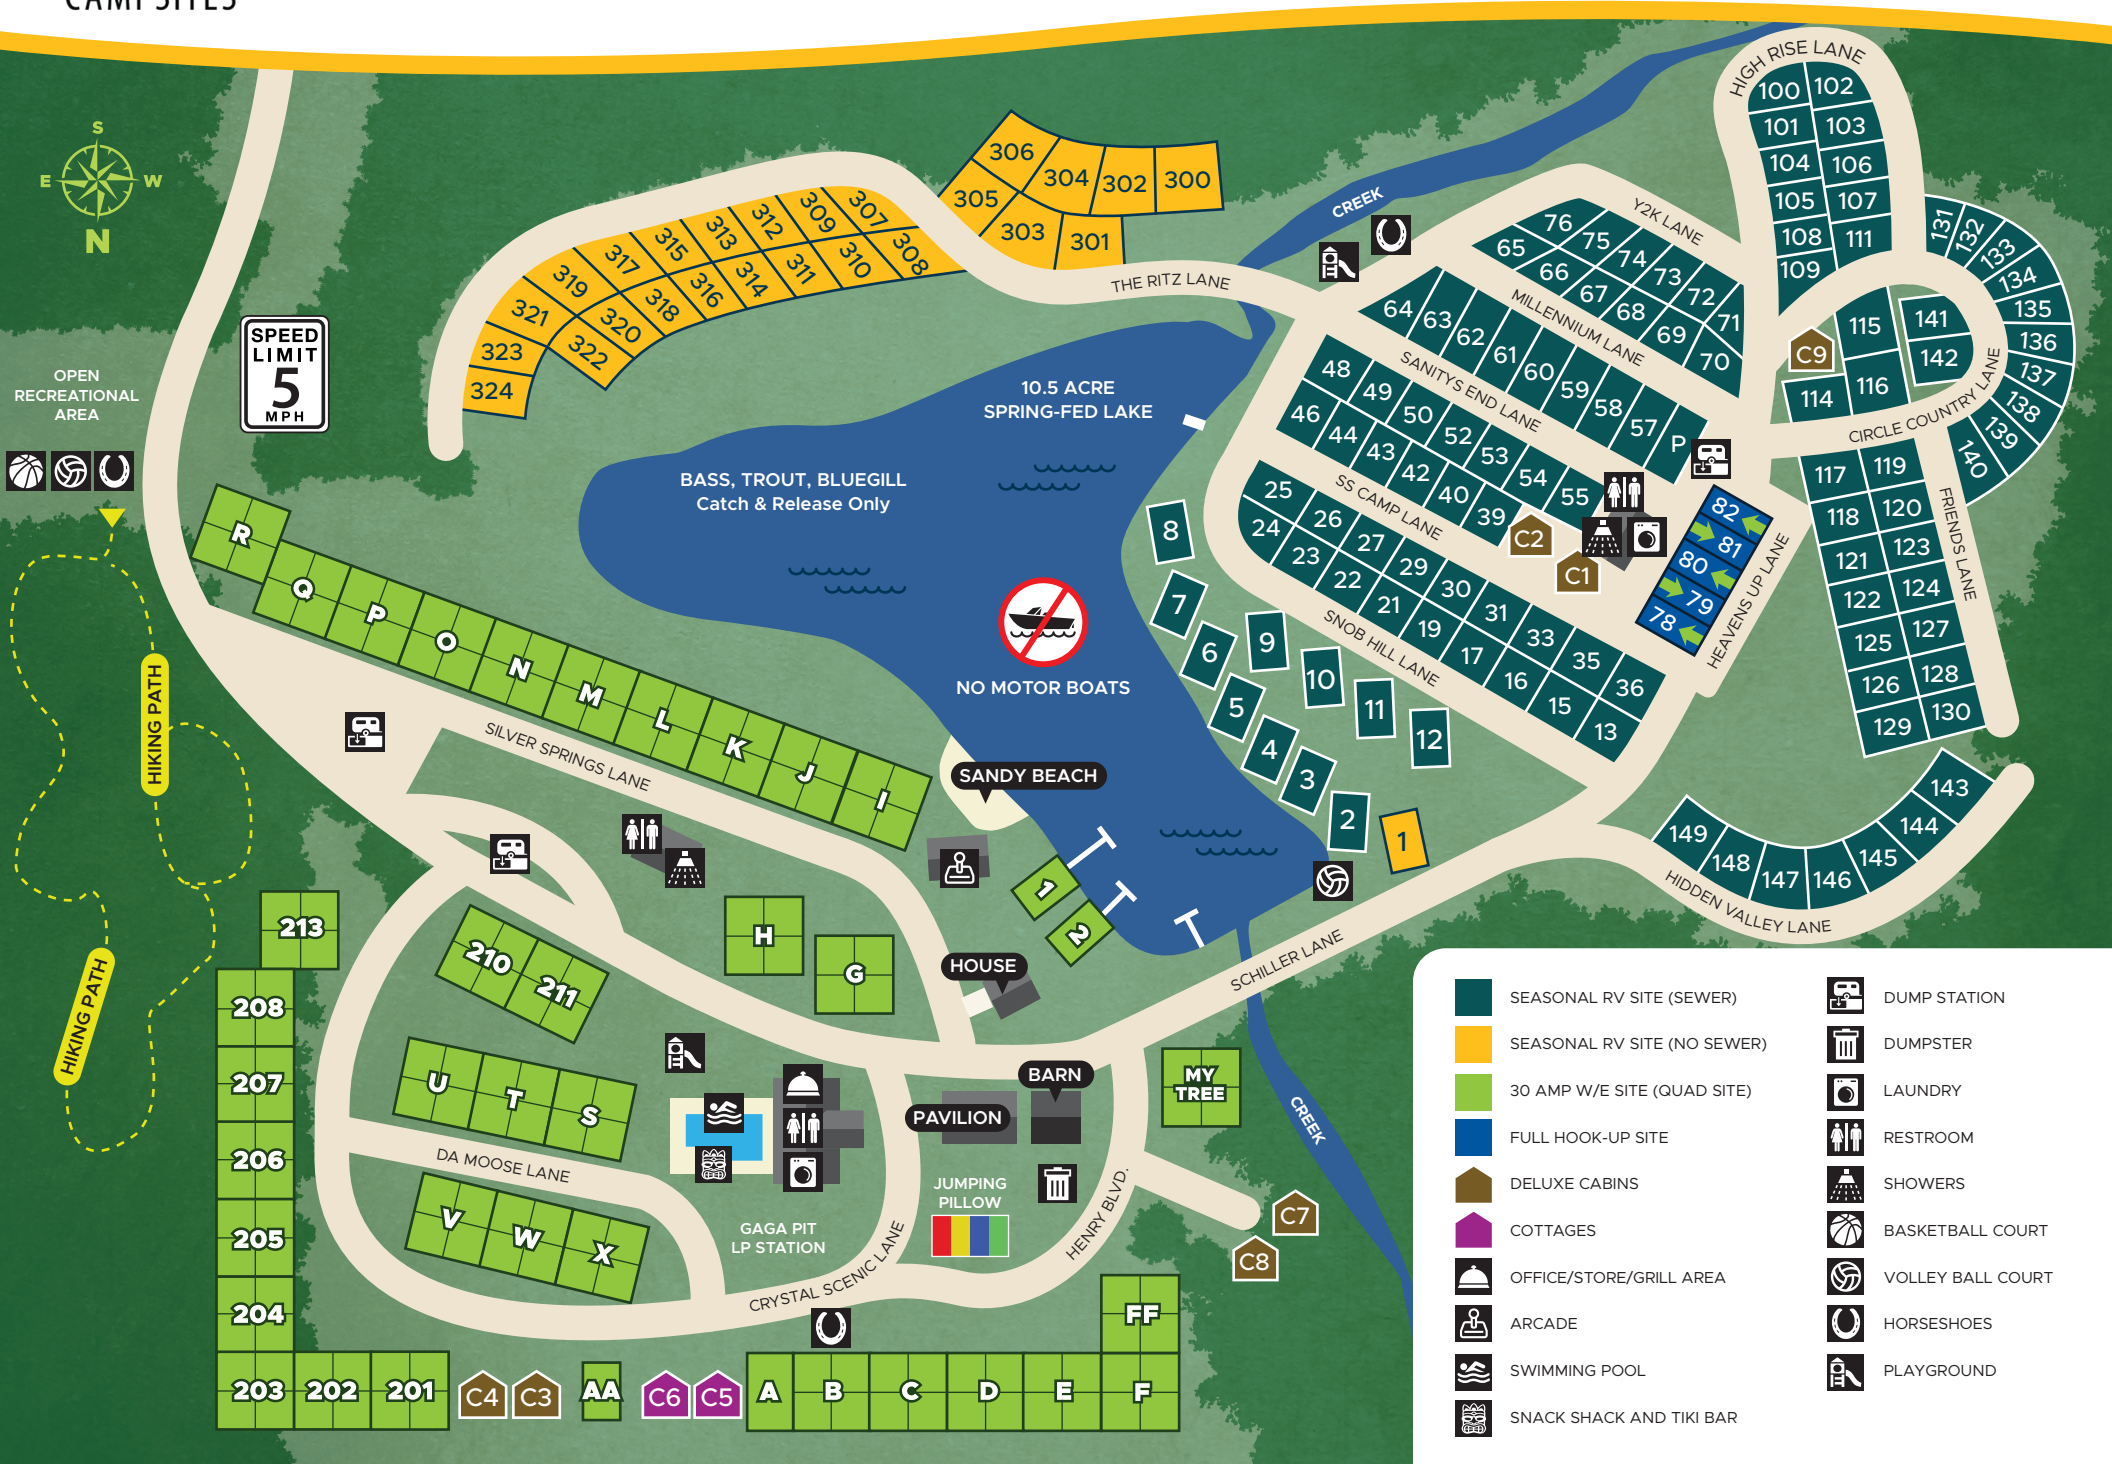 CAMPSITES
S
E
W
N
SPEED
LIMIT
5
MPH
OPEN
RECREATIONAL
AREA
HIKING PATH
HIKING PATH
306
304
302
300
305
303
301
307
309
312
313
315
317
319
321
323
324
308
310
311
314
316
318
320
322
THE RITZ LANE
CREEK
10.5 ACRE
SPRING-FED LAKE
BASS, TROUT, BLUEGILL
Catch & Release Only
NO MOTOR BOATS
SANDY BEACH
HIGH RISE LANE
100
102
101
103
104
106
105
107
108
111
109
Y2K LANE
76
75
74
73
72
71
65
66
67
68
69
70
MILLENNIUM LANE
64
63
62
61
60
59
58
57
P
SANITYS END LANE
48
49
50
52
53
54
55
46
44
43
42
40
39
SS CAMP LANE
C2
C1
25
26
27
29
30
31
33
35
36
24
23
22
21
19
17
16
15
13
SNOB HILL LANE
82
81
80
79
78
HEAVENS UP LANE
131
132
133
134
135
136
137
138
139
140
141
142
115
116
114
C9
CIRCLE COUNTRY LANE
117
119
118
120
121
123
122
124
125
127
126
128
129
130
FRIENDS LANE
8
7
6
5
4
3
2
1
9
10
11
12
143
144
145
146
147
148
149
HIDDEN VALLEY LANE
SCHILLER LANE
CREEK
R
Q
P
O
N
M
L
K
J
I
SILVER SPRINGS LANE
1
2
H
G
HOUSE
213
208
207
206
205
204
203
202
201
210
211
U
T
S
DA MOOSE LANE
V
W
X
GAGA PIT
LP STATION
CRYSTAL SCENIC LANE
PAVILION
BARN
JUMPING
PILLOW
HENRY BLVD.
MY
TREE
C7
C8
C4
C3
AA
C6
C5
A
B
C
D
E
F
FF
SEASONAL RV SITE (SEWER)
SEASONAL RV SITE (NO SEWER)
30 AMP W/E SITE (QUAD SITE)
FULL HOOK-UP SITE
DELUXE CABINS
COTTAGES
OFFICE/STORE/GRILL AREA
ARCADE
SWIMMING POOL
SNACK SHACK AND TIKI BAR
DUMP STATION
DUMPSTER
LAUNDRY
RESTROOM
SHOWERS
BASKETBALL COURT
VOLLEY BALL COURT
HORSESHOES
PLAYGROUND